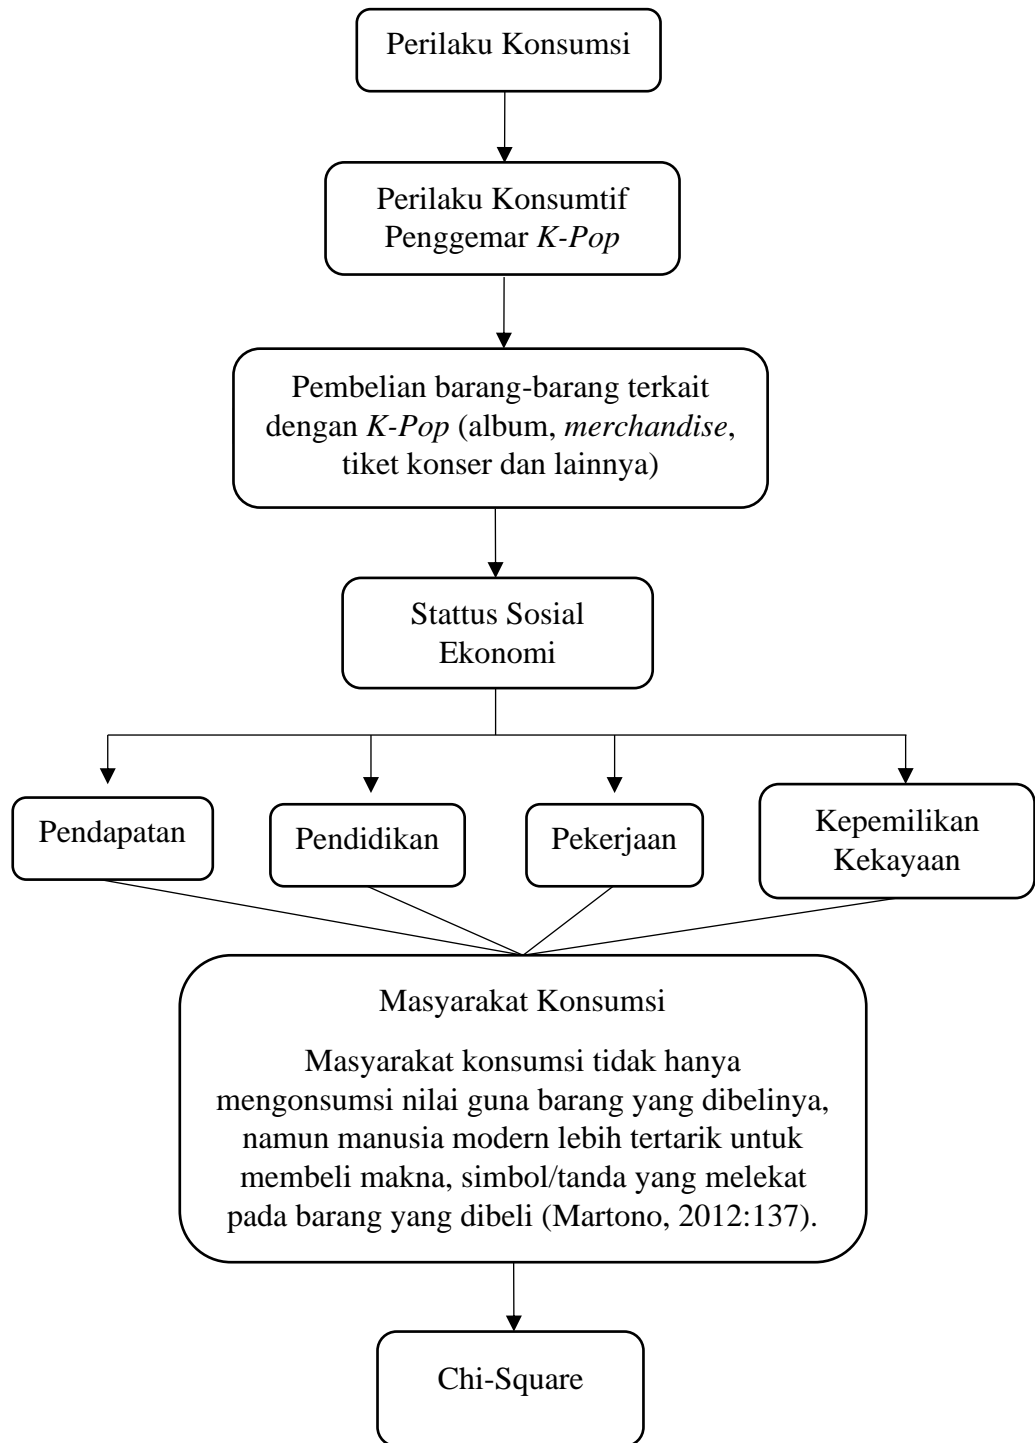 Perilaku Konsumsi
Perilaku Konsumtif
Penggemar K-Pop
Pembelian barang-barang terkait
dengan K-Pop (album, merchandise,
tiket konser dan lainnya)
Stattus Sosial
Ekonomi
Pendapatan
Pendidikan
Pekerjaan
Kepemilikan
Kekayaan
Masyarakat Konsumsi
Masyarakat konsumsi tidak hanya
mengonsumsi nilai guna barang yang dibelinya,
namun manusia modern lebih tertarik untuk
membeli makna, simbol/tanda yang melekat
pada barang yang dibeli (Martono, 2012:137).
Chi-Square